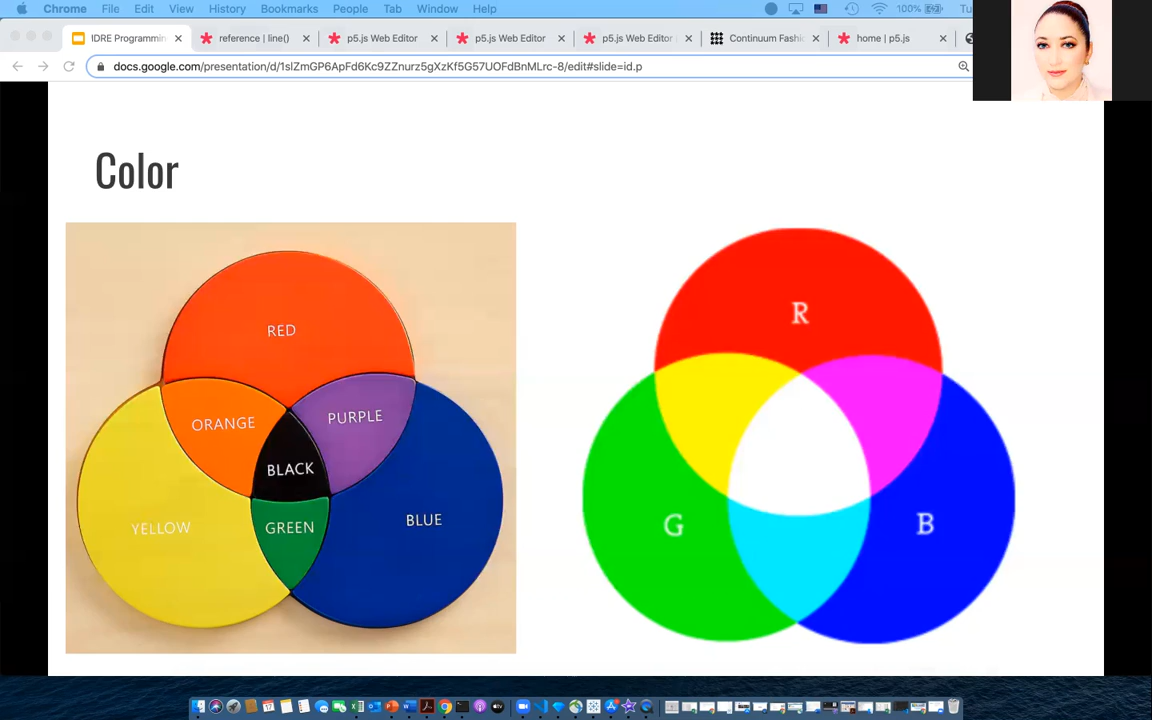 Chrome File Edit View History Bookmarks People Tab Window Help 100% Tu
IDRE Programmin reference | line() p5.js Web Editor p5.js Web Editor p5.js Web Editor Continuum Fashi home | p5.js
docs.google.com/presentation/d/1slZmGP6ApFd6Kc9ZZnurz5gXzKf5G57UOFdBnMLrc-8/edit#slide=id.p
Color
RED
ORANGE
PURPLE
BLACK
YELLOW
GREEN
BLUE
R
G
B